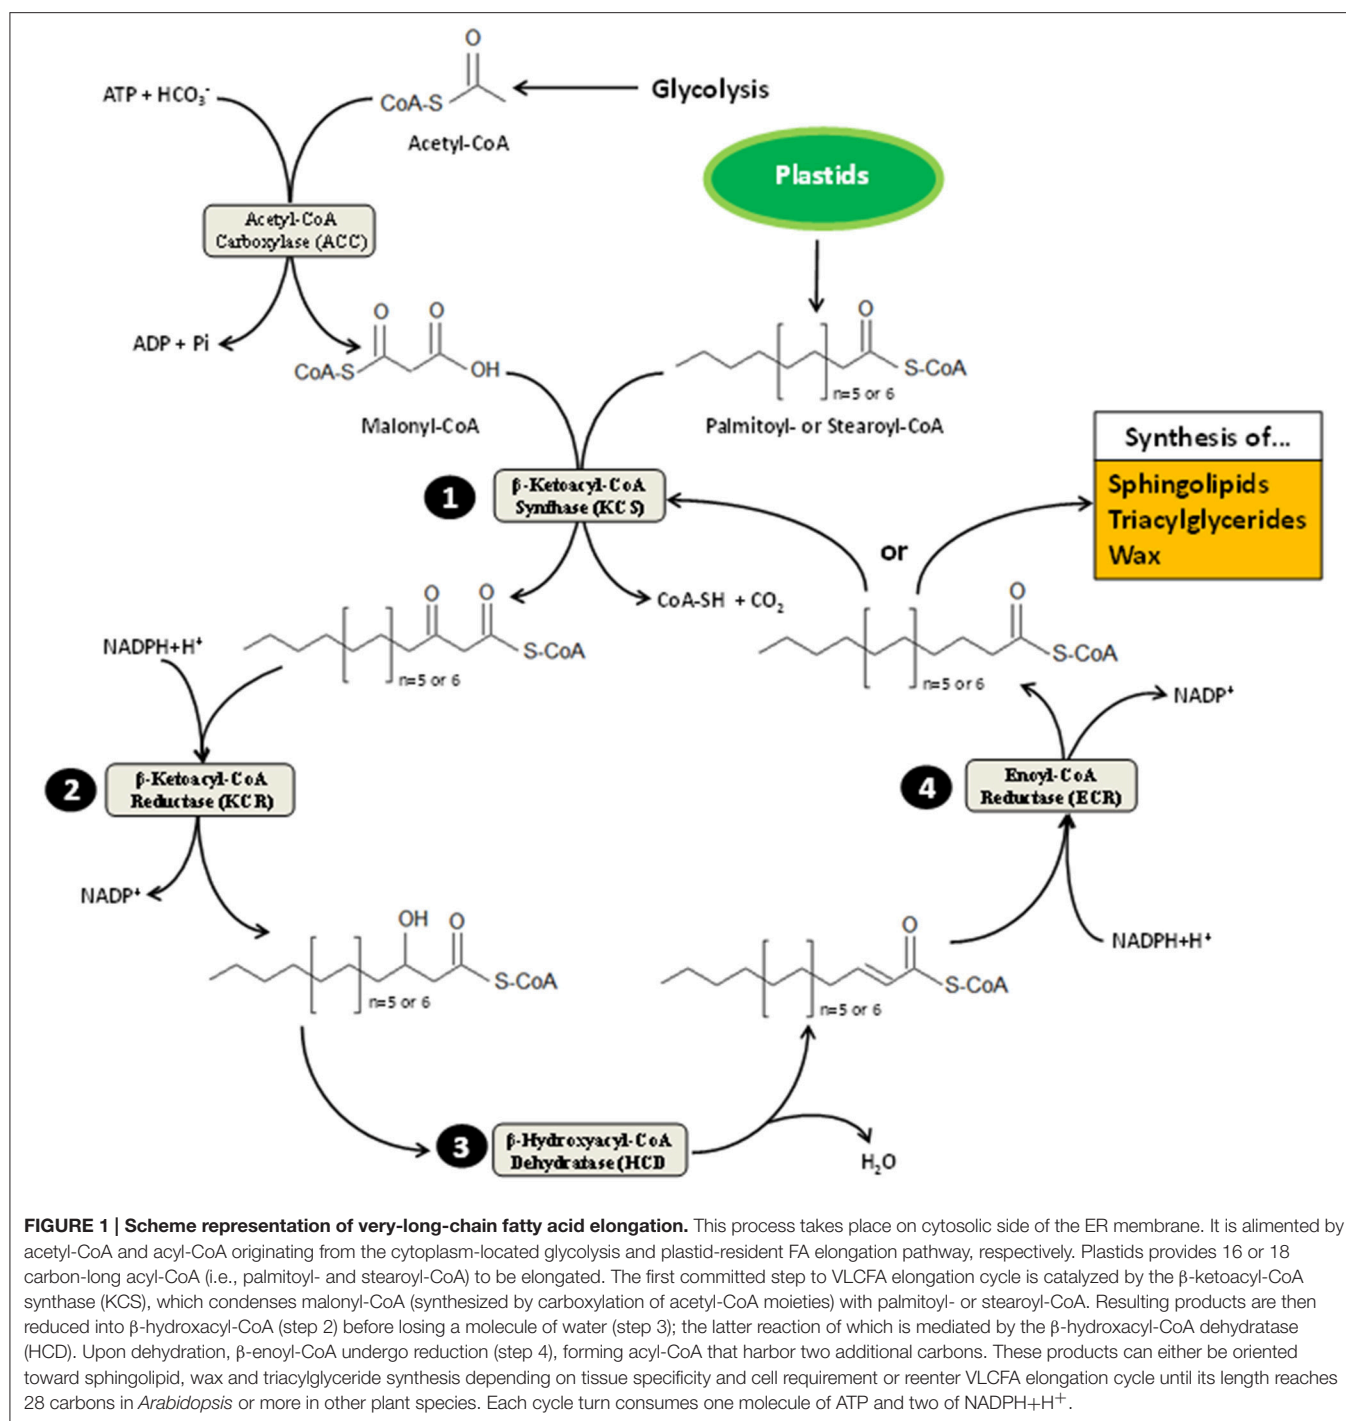 ATP + HCO₃⁻
O
CoA-S
Acetyl-CoA
Glycolysis
Plastids
Acetyl-CoA
Carboxylase (ACC)
ADP + Pi
O O
CoA-S
OH
Malonyl-CoA
O
S-CoA
n=5 or 6
Palmitoyl- or Stearoyl-CoA
Synthesis of...
Sphingolipids
Triacylglycerides
Wax
1
β-Ketoacyl-CoA
Synthase (KCS)
or
CoA-SH + CO₂
O O
S-CoA
n=5 or 6
O
S-CoA
n=5 or 6
NADPH+H⁺
NADP⁺
2
β-Ketoacyl-CoA
Reductase (KCR)
4
Enoyl-CoA
Reductase (ECR)
NADP⁺
NADPH+H⁺
OH O
S-CoA
n=5 or 6
O
S-CoA
n=5 or 6
3
β-Hydroxyacyl-CoA
Dehydratase (HCD
H₂O
FIGURE 1 | Scheme representation of very-long-chain fatty acid elongation. This process takes place on cytosolic side of the ER membrane. It is alimented by
acetyl-CoA and acyl-CoA originating from the cytoplasm-located glycolysis and plastid-resident FA elongation pathway, respectively. Plastids provides 16 or 18
carbon-long acyl-CoA (i.e., palmitoyl- and stearoyl-CoA) to be elongated. The first committed step to VLCFA elongation cycle is catalyzed by the β-ketoacyl-CoA
synthase (KCS), which condenses malonyl-CoA (synthesized by carboxylation of acetyl-CoA moieties) with palmitoyl- or stearoyl-CoA. Resulting products are then
reduced into β-hydroxacyl-CoA (step 2) before losing a molecule of water (step 3); the latter reaction of which is mediated by the β-hydroxacyl-CoA dehydratase
(HCD). Upon dehydration, β-enoyl-CoA undergo reduction (step 4), forming acyl-CoA that harbor two additional carbons. These products can either be oriented
toward sphingolipid, wax and triacylglyceride synthesis depending on tissue specificity and cell requirement or reenter VLCFA elongation cycle until its length reaches
28 carbons in Arabidopsis or more in other plant species. Each cycle turn consumes one molecule of ATP and two of NADPH+H⁺.